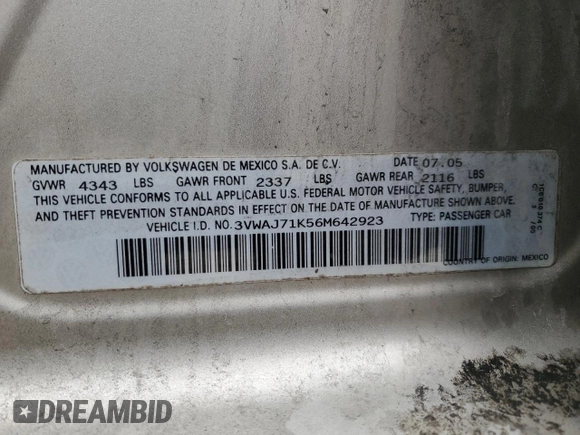 MANUFACTURED BY VOLKSWAGEN DE MEXICO S.A. DE C.V. DATE 07.05
GVWR 4343 LBS GAWR FRONT 2337 LBS GAWR REAR 2116 LBS
THIS VEHICLE CONFORMS TO ALL APPLICABLE U.S. FEDERAL MOTOR VEHICLE SAFETY, BUMPER,
AND THEFT PREVENTION STANDARDS IN EFFECT ON THE DATE OF MANUFACTURE SHOWN ABOVE.
VEHICLE I.D. NO. 3VWAJ71K56M642923 TYPE: PASSENGER CAR
COUNTRY OF ORIGIN: MEXICO
DREAMBID